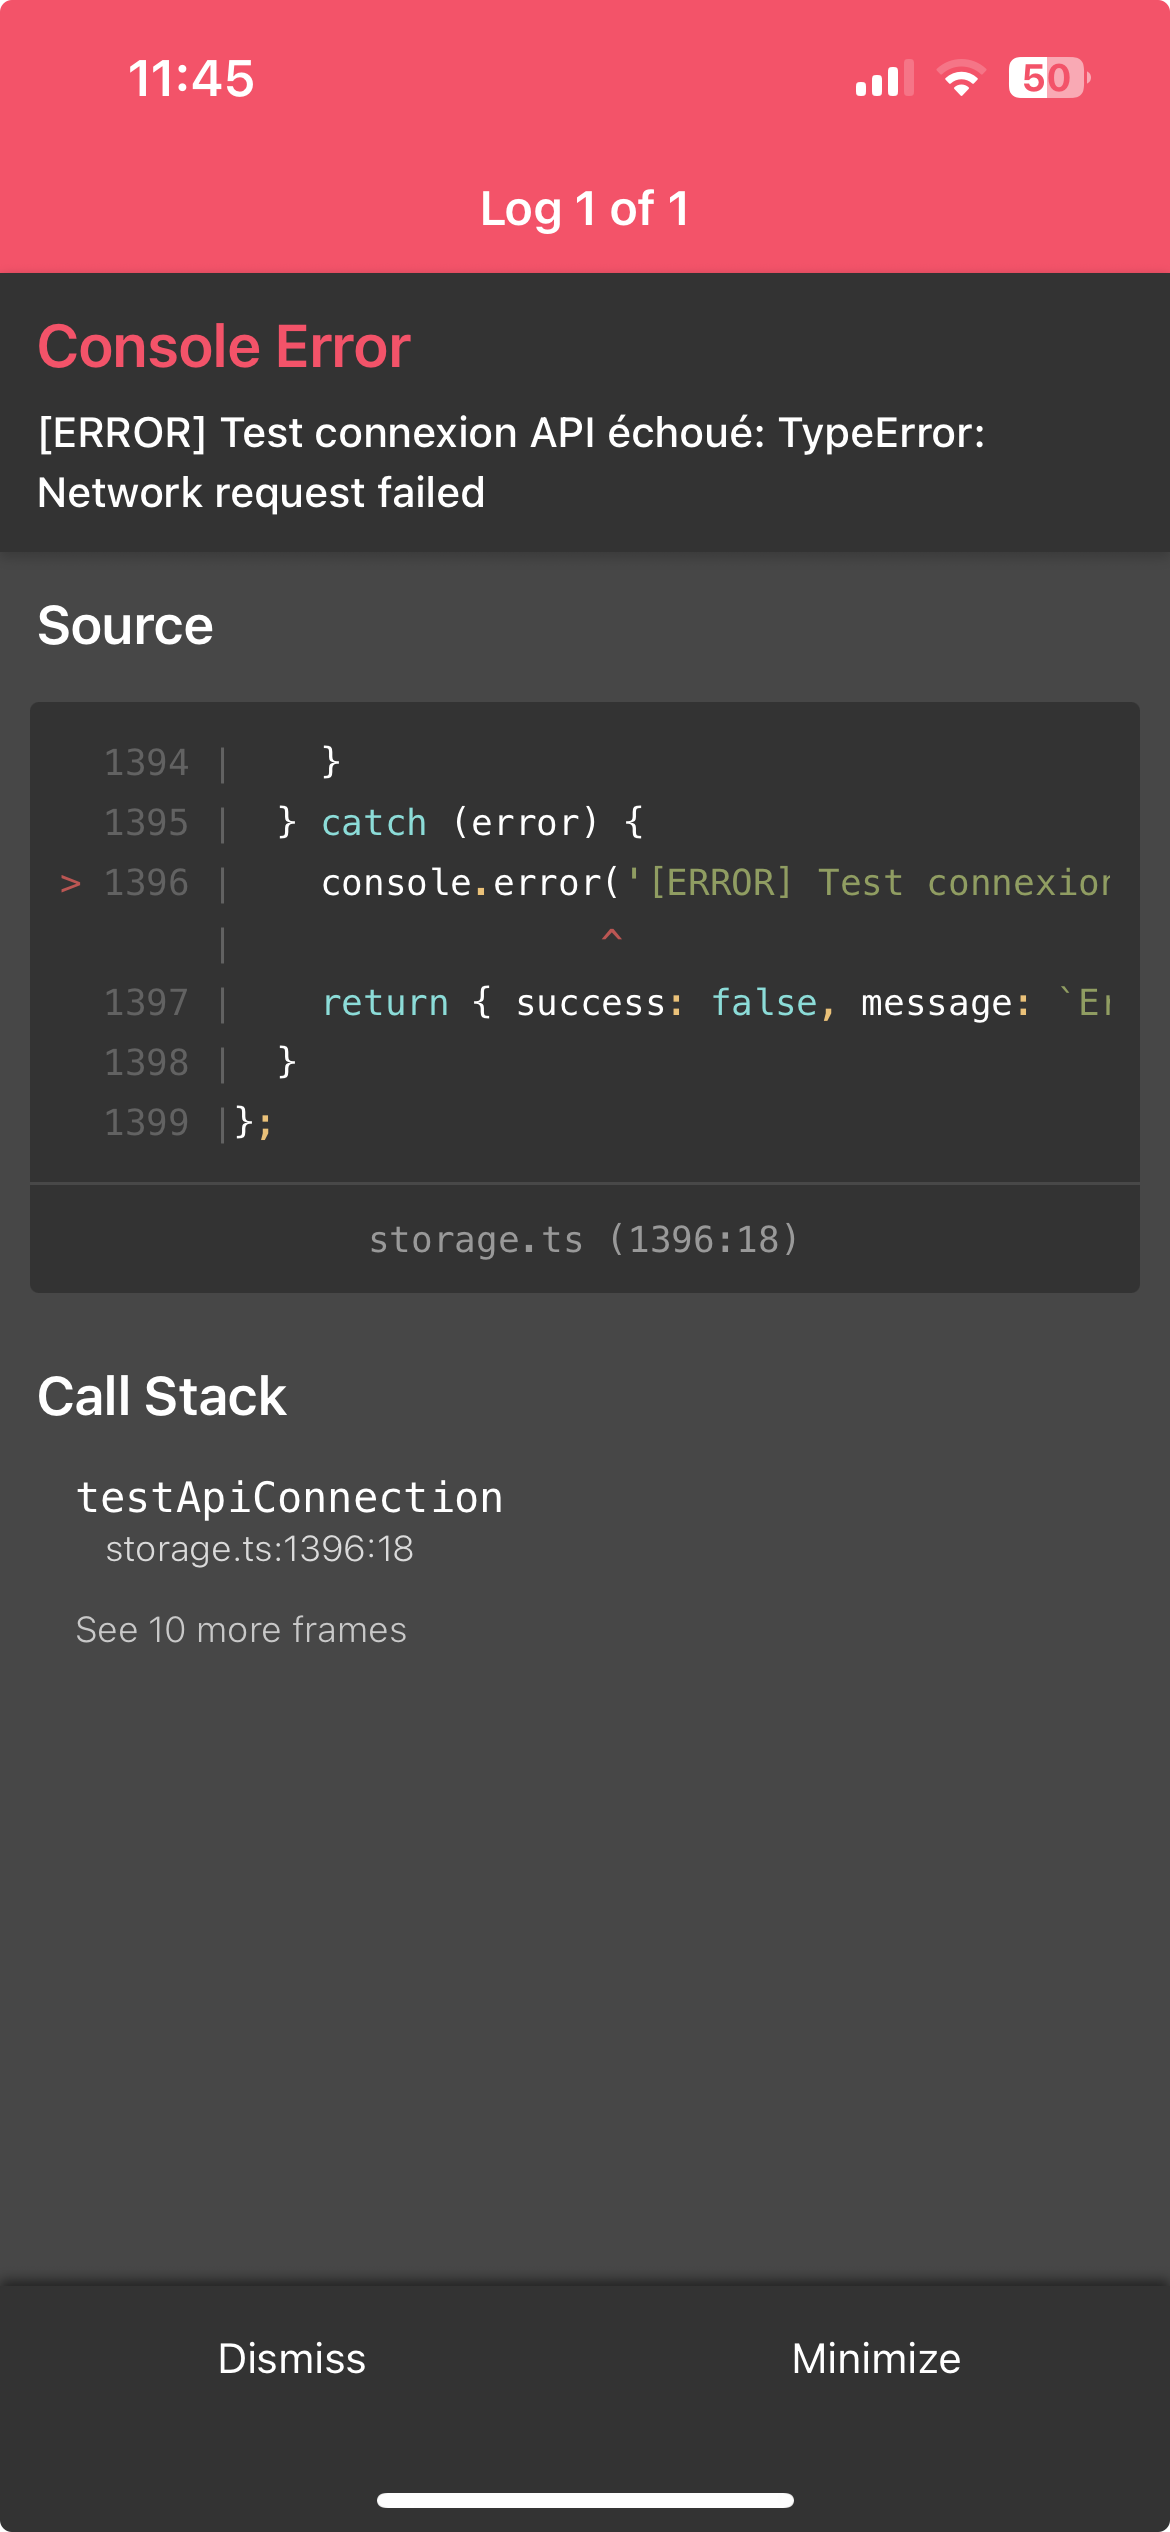 11:45
50
Log 1 of 1
Console Error
[ERROR] Test connexion API échoué: TypeError:
Network request failed
Source
1394 |     }
1395 |   } catch (error) {
> 1396 |     console.error('[ERROR] Test connexion
|                  ^
1397 |     return { success: false, message: `Er
1398 |   }
1399 |};
storage.ts (1396:18)
Call Stack
testApiConnection
storage.ts:1396:18
See 10 more frames
Dismiss
Minimize